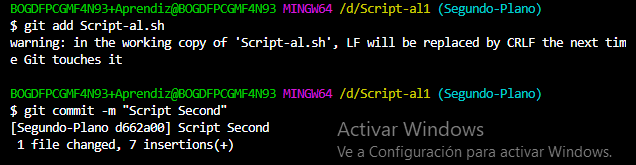 BOGDFPCGMF4N93+Aprendiz@BOGDFPCGMF4N93 MINGW64 /d/Script-al1 (Segundo-Plano)
$ git add Script-al.sh
warning: in the working copy of 'Script-al.sh', LF will be replaced by CRLF the next tim
e Git touches it
BOGDFPCGMF4N93+Aprendiz@BOGDFPCGMF4N93 MINGW64 /d/Script-al1 (Segundo-Plano)
$ git commit -m "Script Second"
[Segundo-Plano d662a00] Script Second
 1 file changed, 7 insertions(+)
Activar Windows
Ve a Configuración para activar Windows.